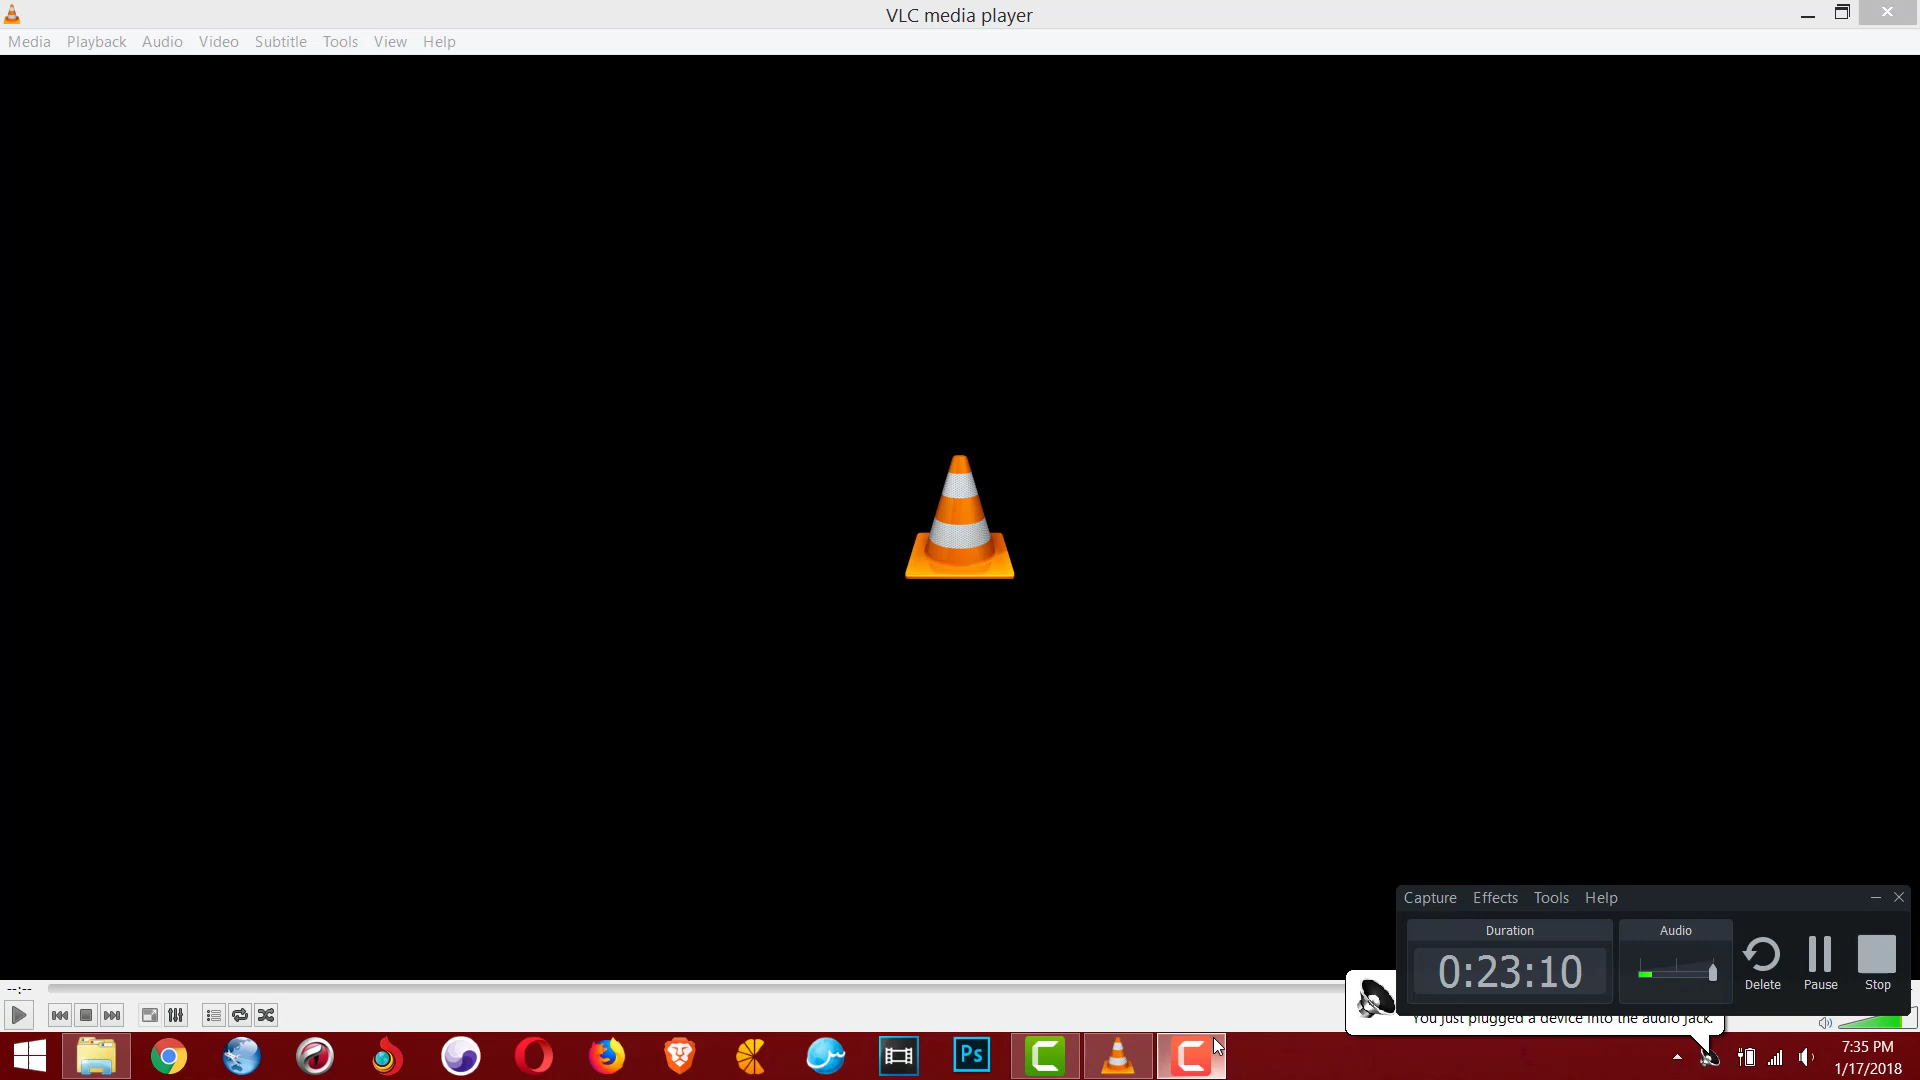 VLC media player
Media Playback Audio Video Subtitle Tools View Help
Capture Effects Tools Help
Duration
Audio
0:23:10
Delete Pause Stop
--:--
You just plugged a device into the audio jack.
Ps
7:35 PM
1/17/2018